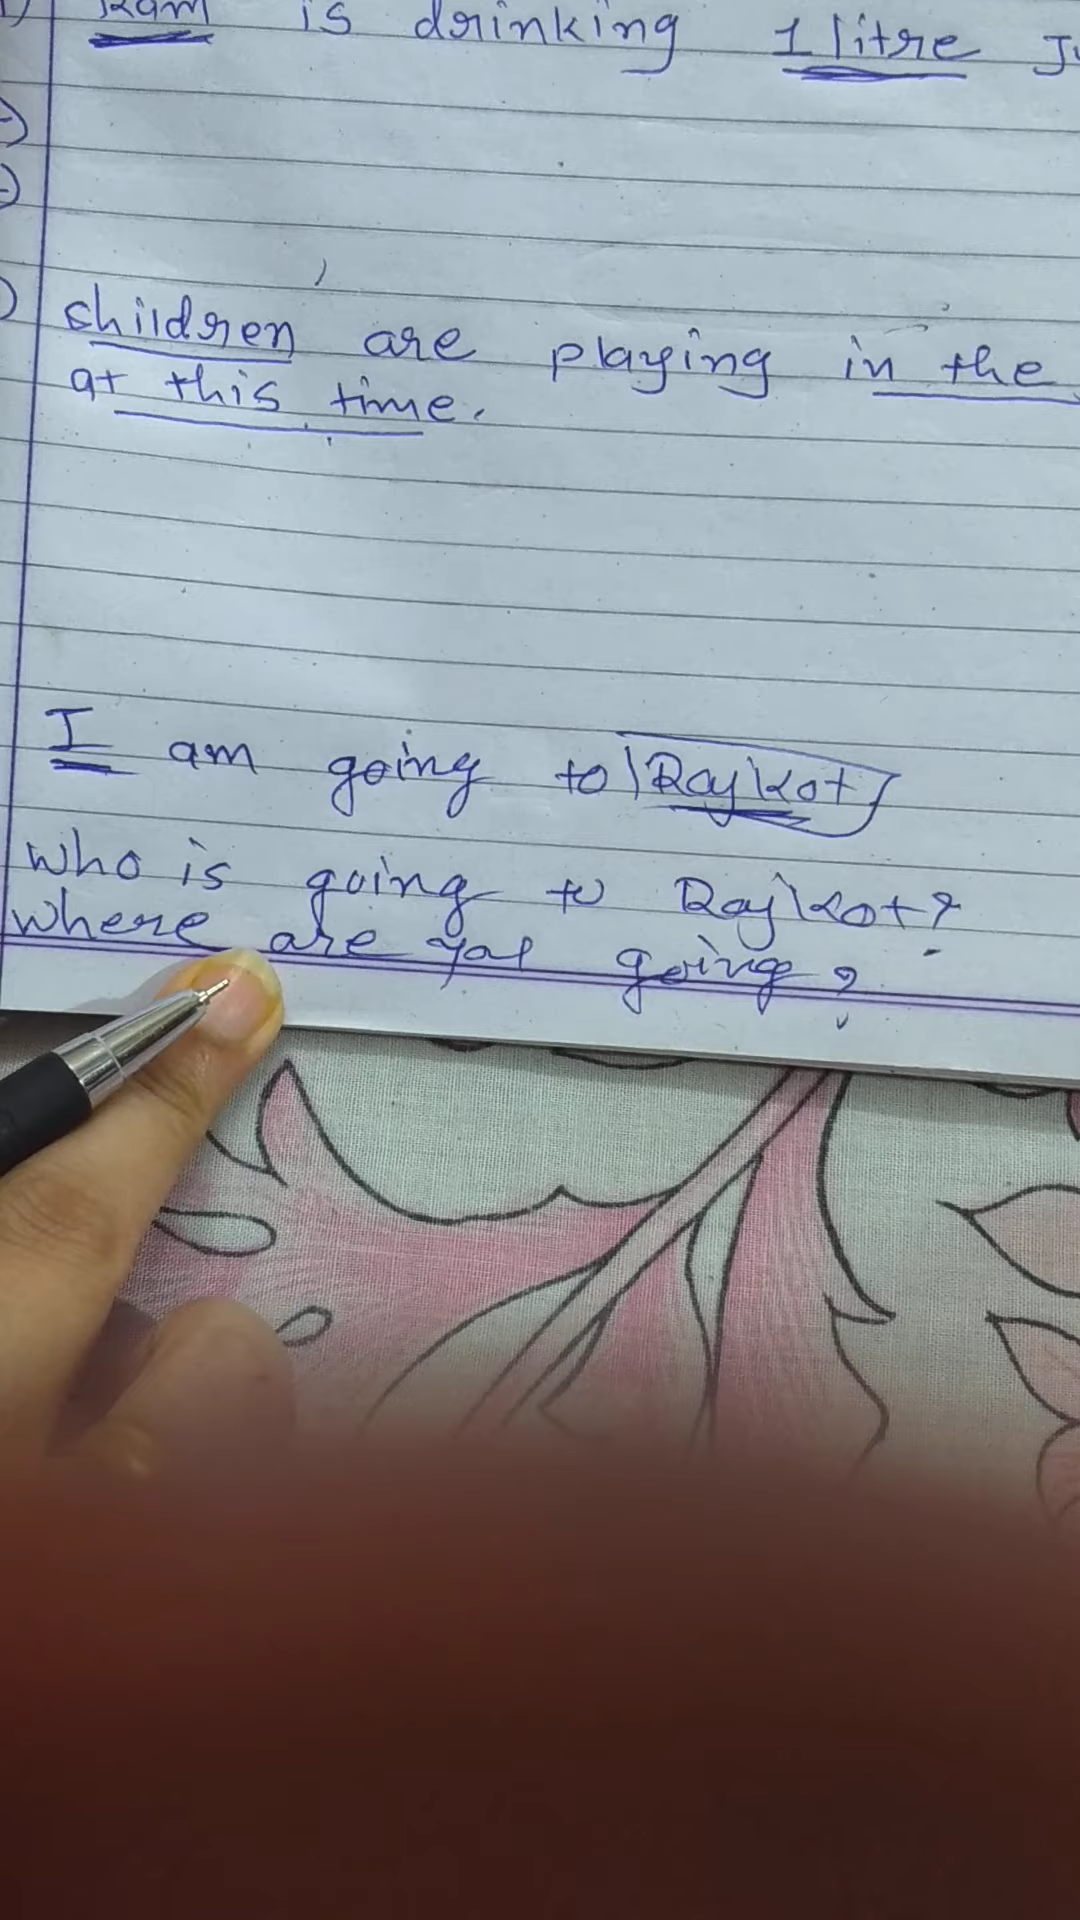 Ram is drinking 1 litre
children are playing in the
at this time.
I am going to Rajkot
Who is going to Rajkot?
Where are you going?